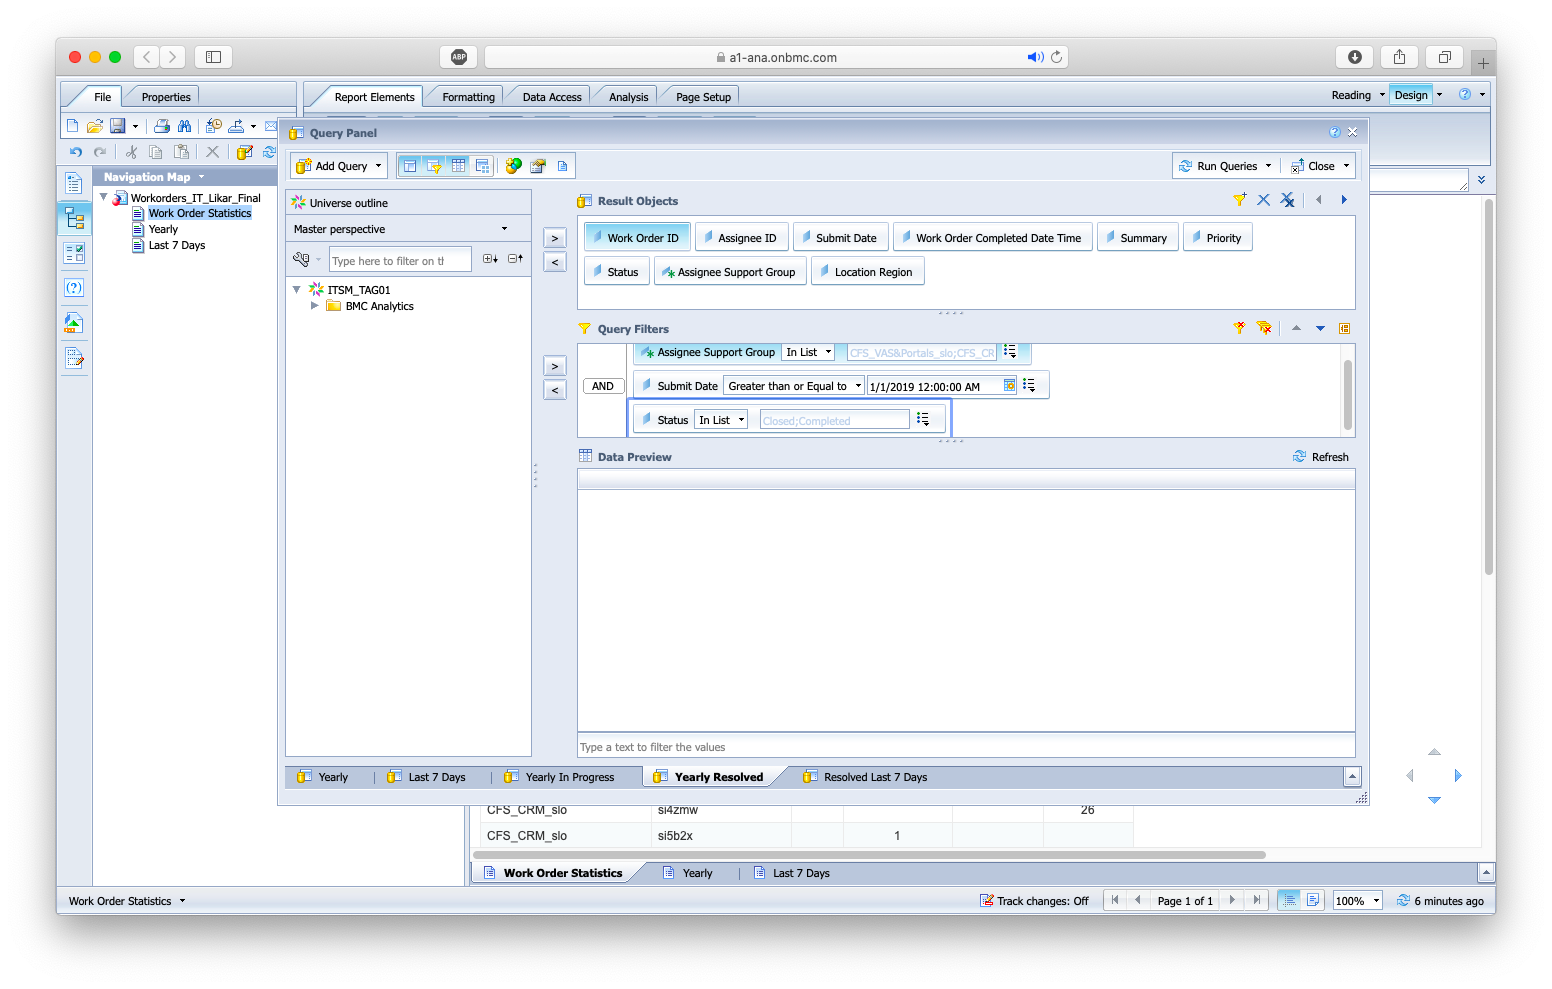 ABP
a1-ana.onbmc.com
File Properties
Report Elements Formatting Data Access Analysis Page Setup
Reading Design
Query Panel
Add Query
Run Queries Close
Navigation Map
Workorders_IT_Likar_Final
Work Order Statistics
Yearly
Last 7 Days
Universe outline
Master perspective
Type here to filter on tl
ITSM_TAG01
BMC Analytics
Result Objects
Work Order ID Assignee ID Submit Date Work Order Completed Date Time Summary Priority
Status Assignee Support Group Location Region
Query Filters
Assignee Support Group In List CFS_VAS&Portals_slo;CFS_CR
AND
Submit Date Greater than or Equal to 1/1/2019 12:00:00 AM
Status In List Closed;Completed
Data Preview Refresh
Type a text to filter the values
Yearly Last 7 Days Yearly In Progress Yearly Resolved Resolved Last 7 Days
CFS_CRM_slo si4zmw 26
CFS_CRM_slo si5b2x 1
Work Order Statistics Yearly Last 7 Days
Work Order Statistics Track changes: Off Page 1 of 1 100% 6 minutes ago